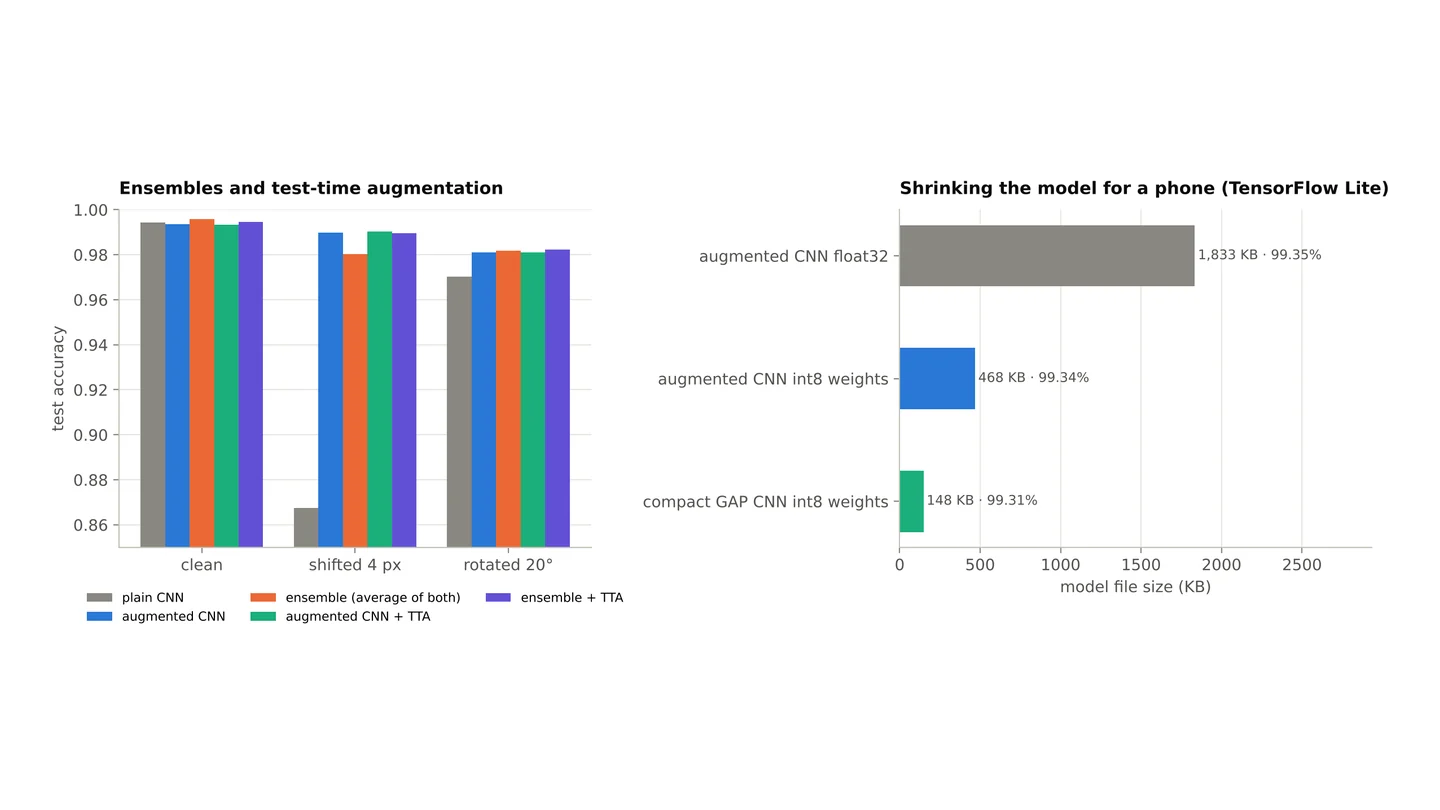 Ensembles and test-time augmentation
1.00
0.98
0.96
0.94
0.92
0.90
0.88
0.86
test accuracy
clean
shifted 4 px
rotated 20°
plain CNN
augmented CNN
ensemble (average of both)
augmented CNN + TTA
ensemble + TTA
Shrinking the model for a phone (TensorFlow Lite)
augmented CNN float32
1,833 KB · 99.35%
augmented CNN int8 weights
468 KB · 99.34%
compact GAP CNN int8 weights
148 KB · 99.31%
0
500
1000
1500
2000
2500
model file size (KB)